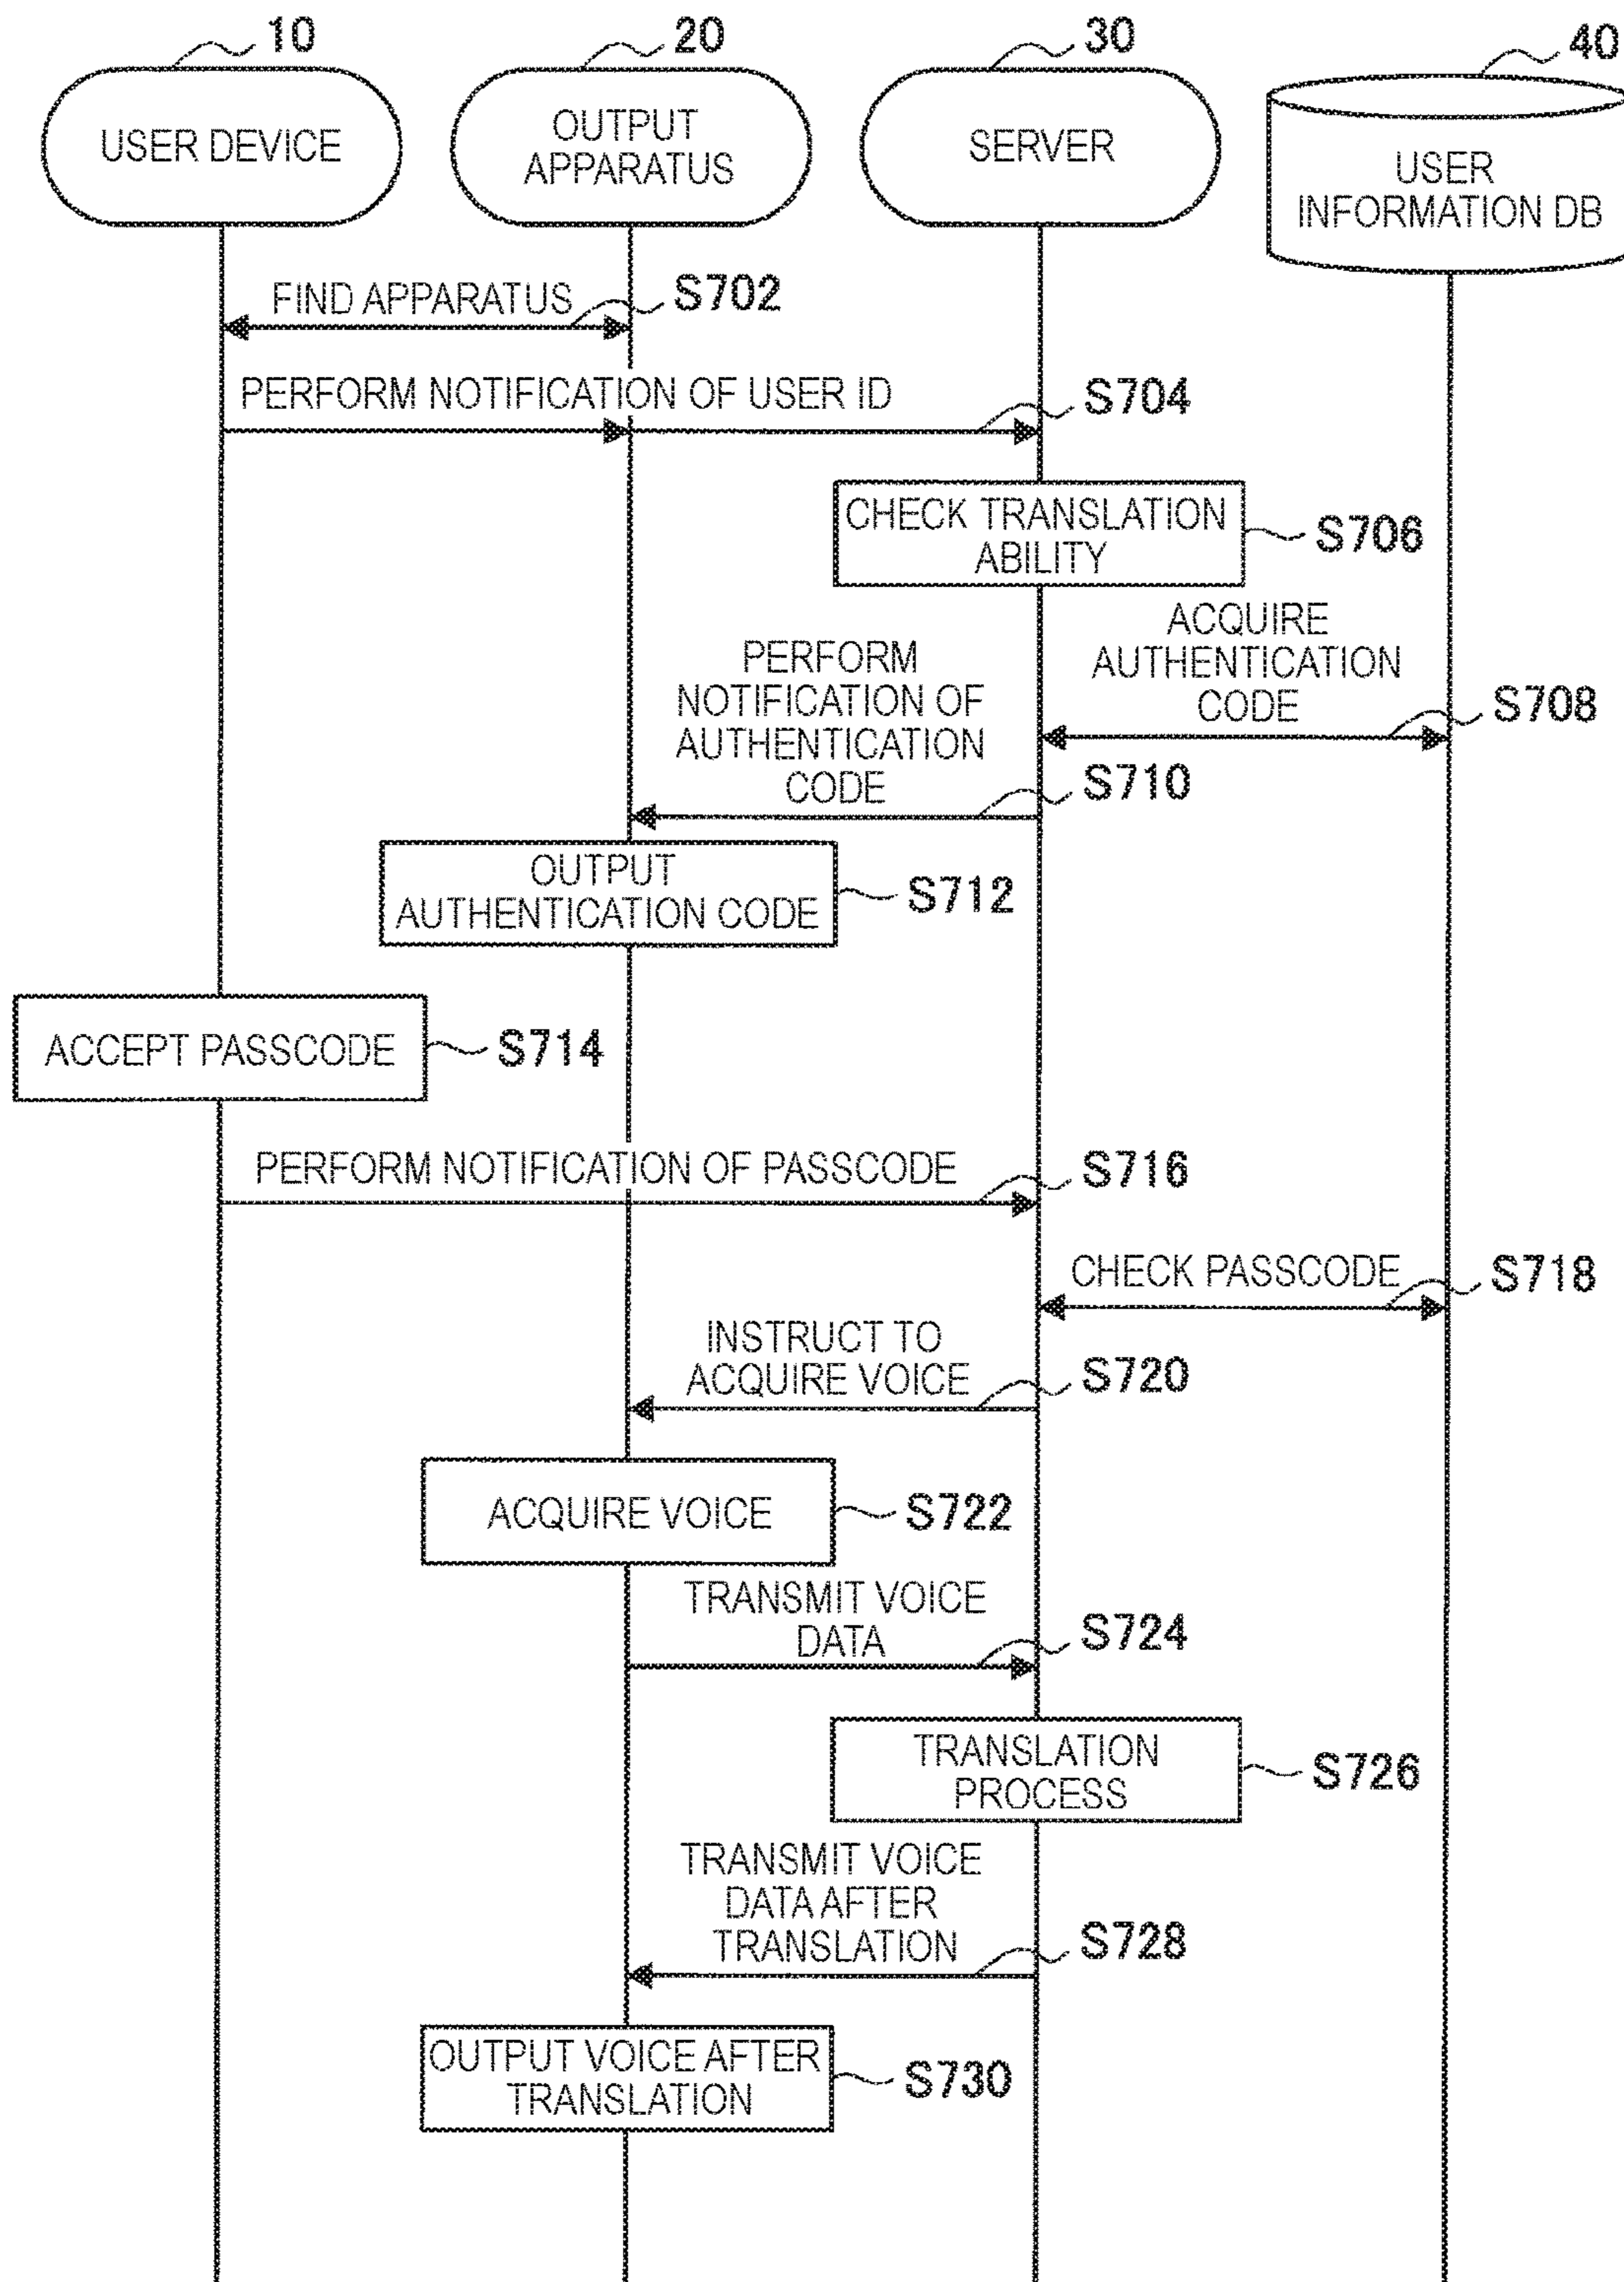 10
20
30
40
USER DEVICE
OUTPUT
APPARATUS
SERVER
USER
INFORMATION DB
FIND APPARATUS
S702
PERFORM NOTIFICATION OF USER ID
S704
CHECK TRANSLATION
ABILITY
S706
ACQUIRE
AUTHENTICATION
CODE
S708
PERFORM
NOTIFICATION OF
AUTHENTICATION
CODE
S710
OUTPUT
AUTHENTICATION CODE
S712
ACCEPT PASSCODE
S714
PERFORM NOTIFICATION OF PASSCODE
S716
CHECK PASSCODE
S718
INSTRUCT TO
ACQUIRE VOICE
S720
ACQUIRE VOICE
S722
TRANSMIT VOICE
DATA
S724
TRANSLATION
PROCESS
S726
TRANSMIT VOICE
DATA AFTER
TRANSLATION
S728
OUTPUT VOICE AFTER
TRANSLATION
S730